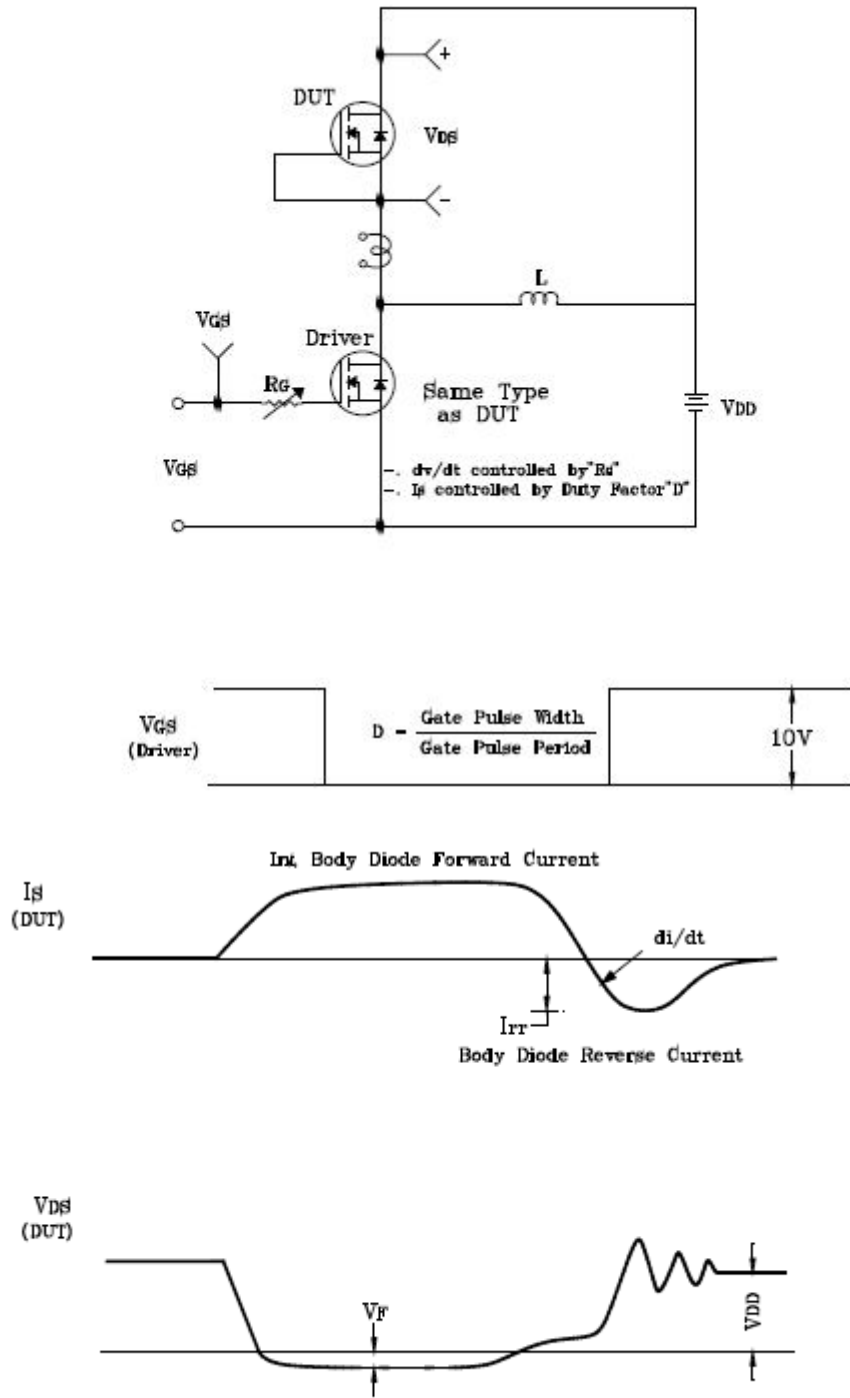 +
DUT
VDS
-
L
VGS
Driver
RG
Same Type
as DUT
VDD
VGS
-. dv/dt controlled by"RG"
-. IS controlled by Duty Factor"D"
VGS
(Driver)
D = Gate Pulse Width
Gate Pulse Period
10V
Body Diode Forward Current
IS
(DUT)
di/dt
Irr
Body Diode Reverse Current
VDS
(DUT)
VF
VDD